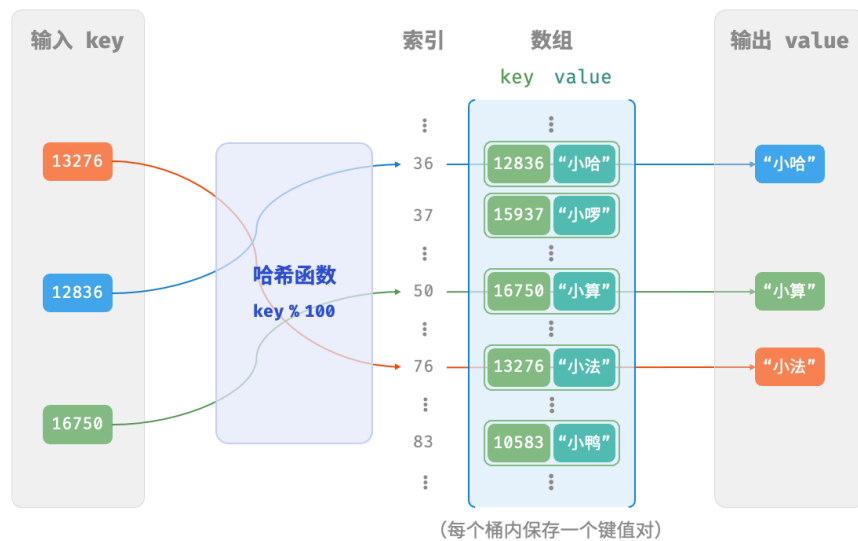 输入 key
索引
数组
输出 value
key value
13276
36
12836
“小哈”
“小哈”
37
15937
“小啰”
哈希函数
key % 100
12836
50
16750
“小算”
“小算”
76
13276
“小法”
“小法”
16750
83
10583
“小鸭”
（每个桶内保存一个键值对）